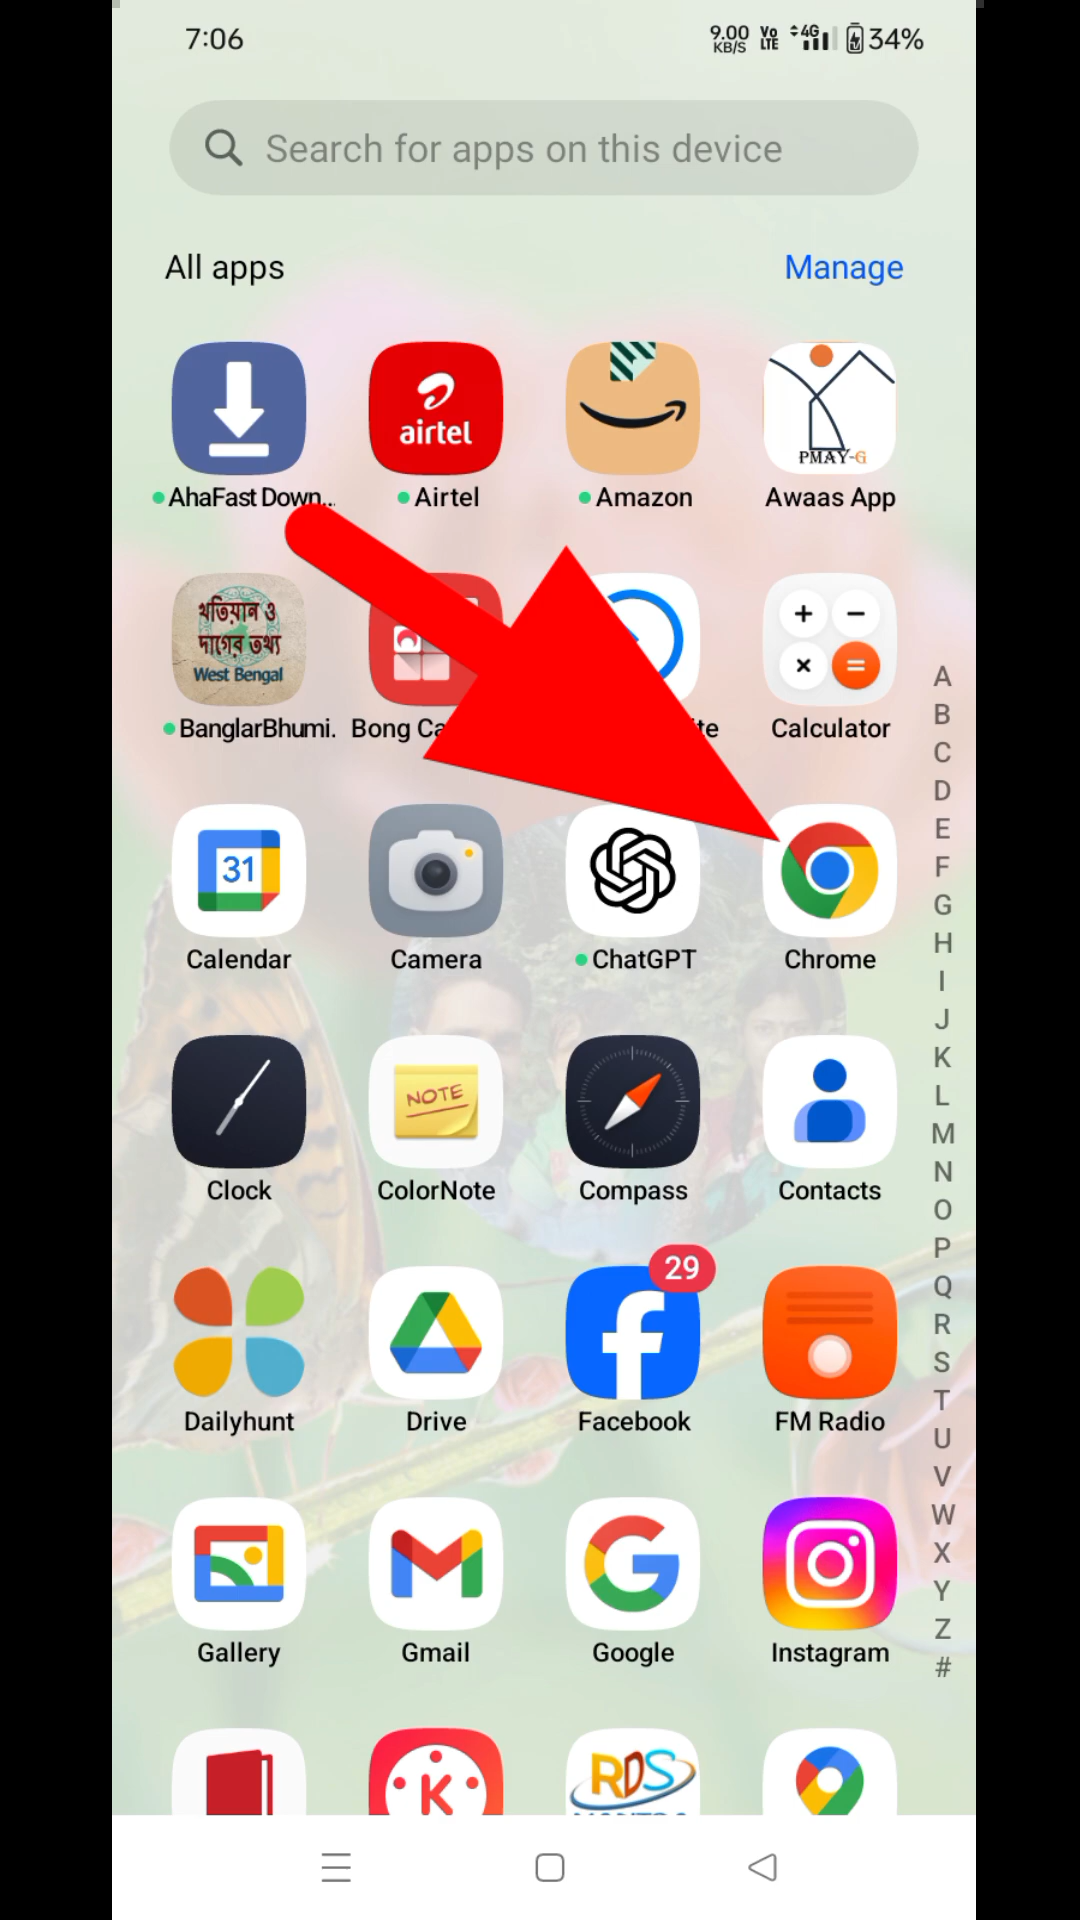 7:06
9.00 KB/S Vo LTE 4G 34%
Search for apps on this device
All apps
Manage
airtel
PMAY-G
AhaFast Down...
Airtel
Amazon
Awaas App
খতিয়ান ও
দাগের তথ্য
West Bengal
BanglarBhumi.
Bong Ca
te
Calculator
31
Calendar
Camera
ChatGPT
Chrome
NOTE
Clock
ColorNote
Compass
Contacts
29
Dailyhunt
Drive
Facebook
FM Radio
Gallery
Gmail
Google
Instagram
K
RDS
A
B
C
D
E
F
G
H
I
J
K
L
M
N
O
P
Q
R
S
T
U
V
W
X
Y
Z
#